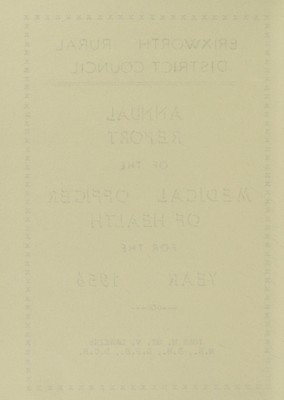 BRIXWORTH RURAL
DISTRICT COUNCIL
ANNUAL
REPORT
OF THE
MEDICAL OFFICER
OF HEALTH
FOR THE
YEAR